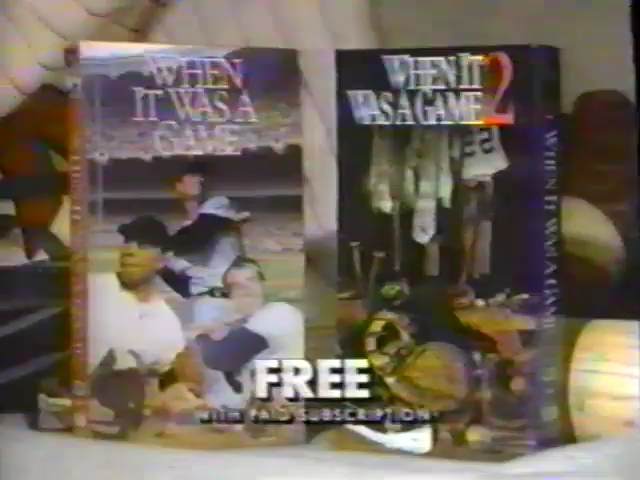 WHEN
IT WAS A
GAME
WHEN IT
WAS A GAME 2
WHEN IT WAS A GAME
FREE
WITH PAID SUBSCRIPTION